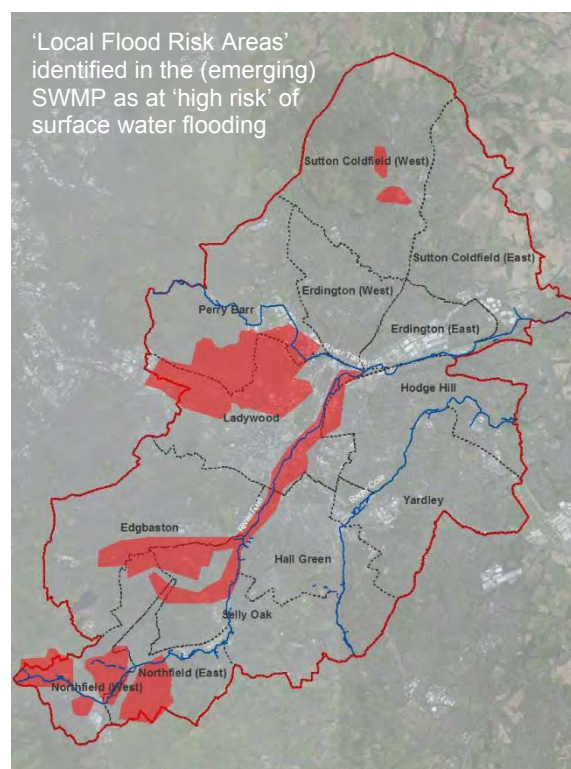 ‘Local Flood Risk Areas’
identified in the (emerging)
SWMP as at ‘high risk’ of
surface water flooding
Sutton Coldfield (West)
Sutton Coldfield (East)
Erdington (West)
Perry Barr
Erdington (East)
River Tame
Hodge Hill
Ladywood
River Cole
Yardley
Edgbaston
River Rea
Hall Green
Selly Oak
Northfield (East)
Northfield (West)